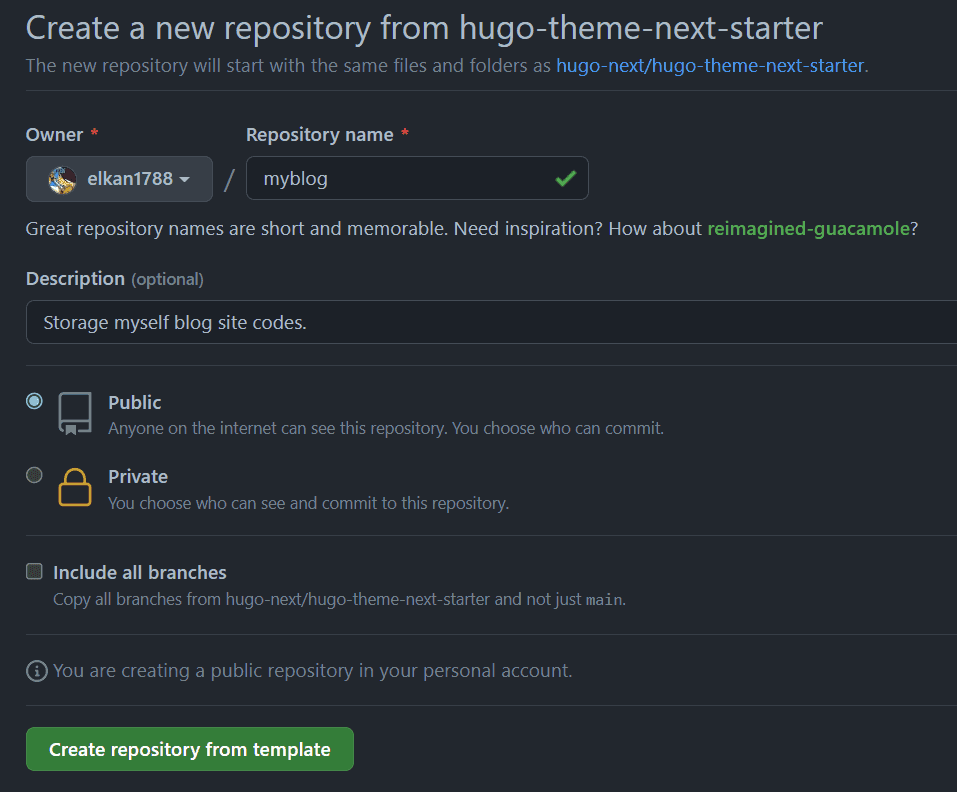 Create a new repository from hugo-theme-next-starter
The new repository will start with the same files and folders as hugo-next/hugo-theme-next-starter.
Owner * Repository name *
elkan1788 / myblog
Great repository names are short and memorable. Need inspiration? How about reimagined-guacamole?
Description (optional)
Storage myself blog site codes.
Public
Anyone on the internet can see this repository. You choose who can commit.
Private
You choose who can see and commit to this repository.
Include all branches
Copy all branches from hugo-next/hugo-theme-next-starter and not just main.
You are creating a public repository in your personal account.
Create repository from template